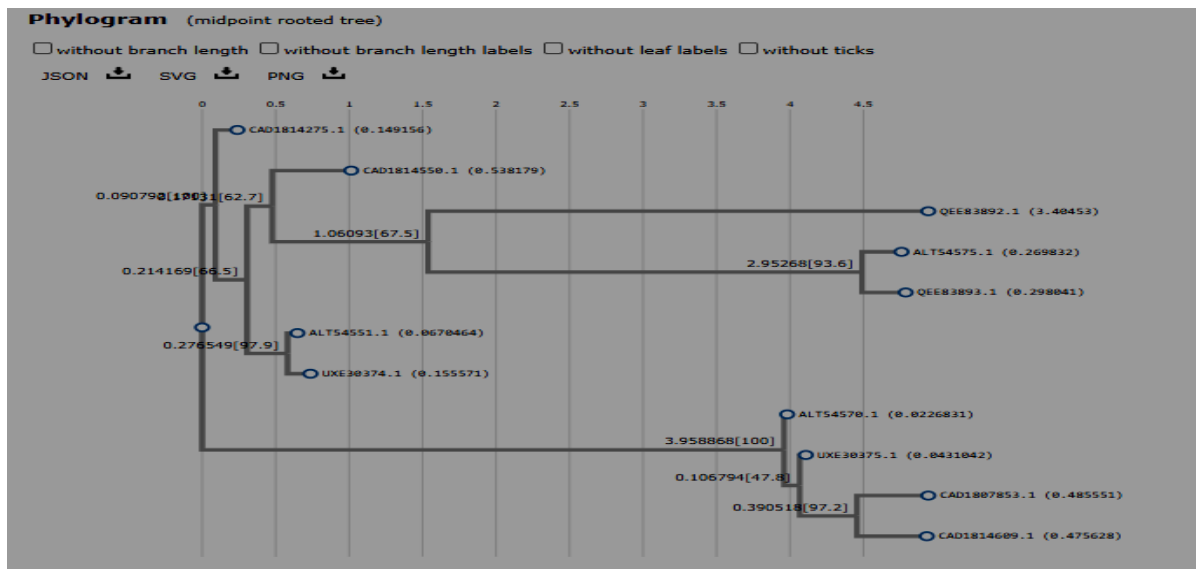 Phylogram (midpoint rooted tree)
without branch length without branch length labels without leaf labels without ticks
JSON SVG PNG
0 0.5 1 1.5 2 2.5 3 3.5 4 4.5
CAD1814275.1 (0.149156)
CAD1814550.1 (0.538179)
[62.7]
QEE83892.1 (3.40453)
1.06093[67.5]
ALT54575.1 (0.269832)
2.95268[93.6]
0.214169[66.5]
QEE83893.1 (0.298041)
ALT54551.1 (0.0670464)
0.276549[97.9]
UXE30374.1 (0.155571)
ALT54570.1 (0.0226831)
3.958868[100]
UXE30375.1 (0.0431042)
0.106794[47.8]
CAD1807853.1 (0.485551)
0.390518[97.2]
CAD1814609.1 (0.475628)